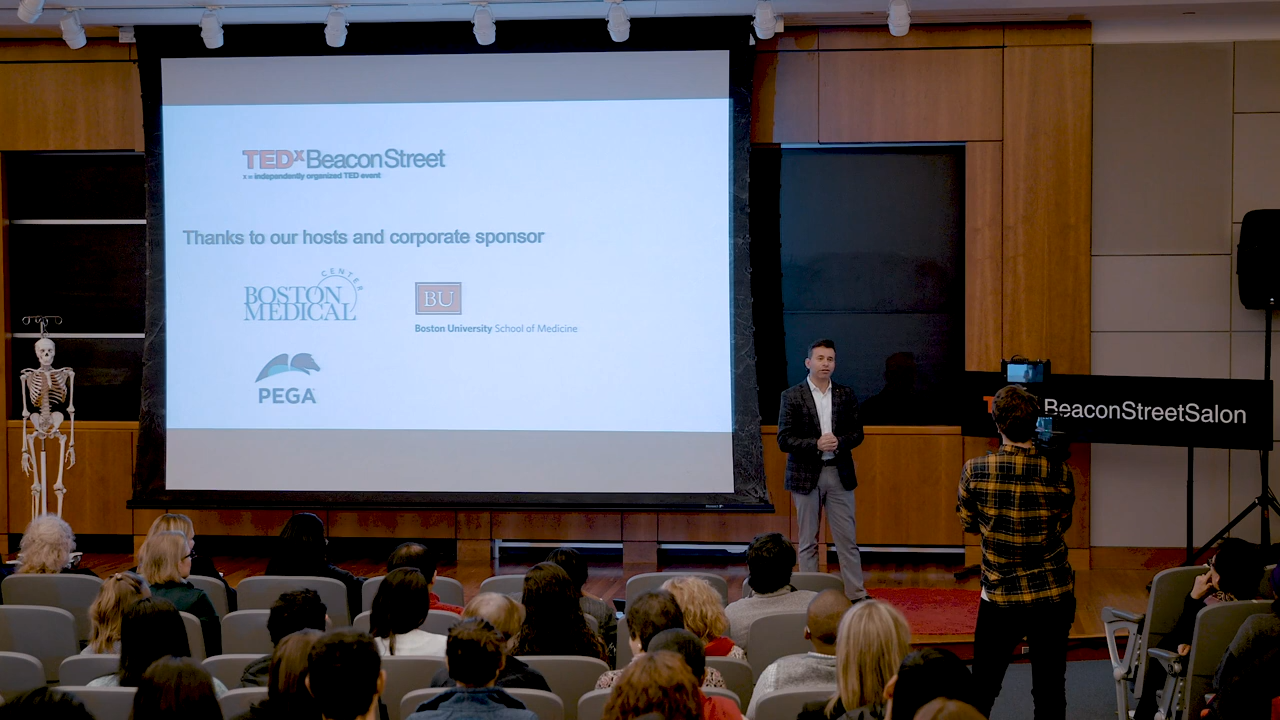 TEDxBeaconStreet
x = independently organized TED event
Thanks to our hosts and corporate sponsor
BOSTON
CENTER
MEDICAL
BU
Boston University School of Medicine
PEGA
BeaconStreetSalon